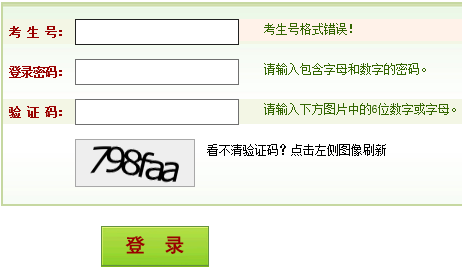 考 生 号： 考生号格式错误！
登录密码： 请输入包含字母和数字的密码。
验 证 码： 请输入下方图片中的6位数字或字母。
798faa 看不清验证码？点击左侧图像刷新
登 录